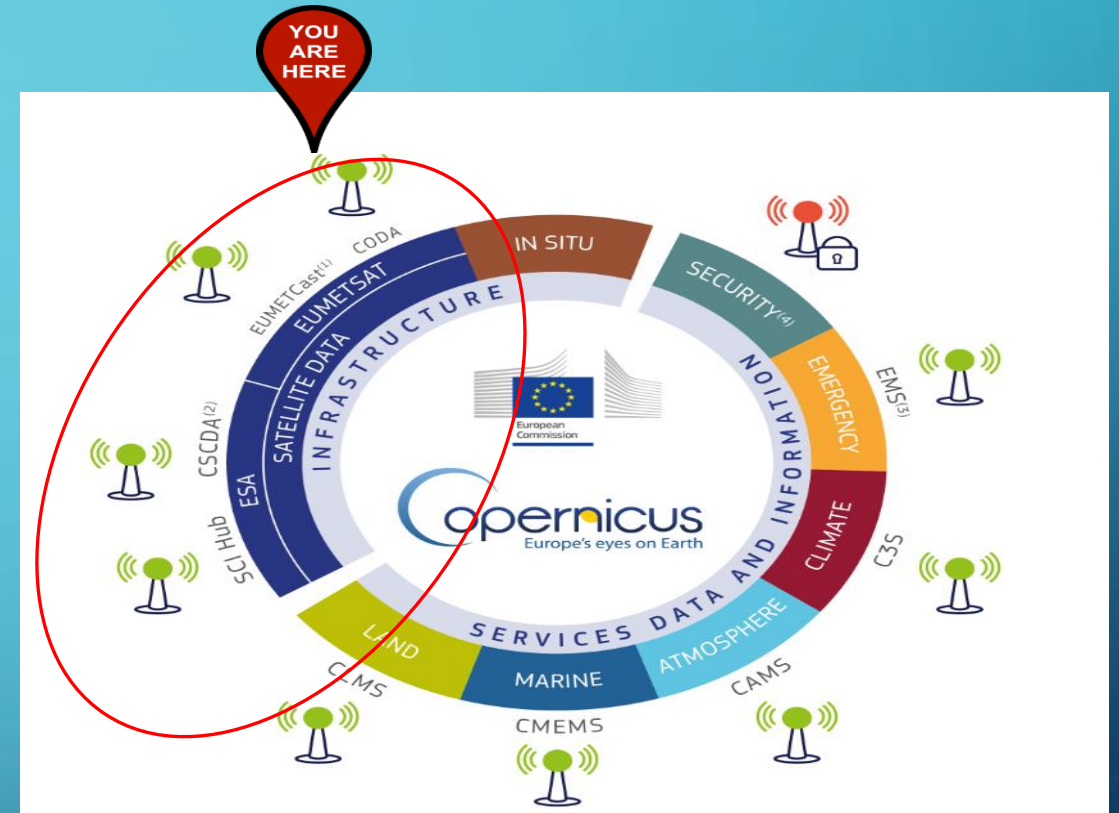 YOU
ARE
HERE
CODA
EUMETCast(1)
EUMETSAT
SATELLITE DATA
INFRASTRUCTURE
IN SITU
SECURITY(4)
EMERGENCY
EMS(3)
CLIMATE
C3S
ATMOSPHERE
CAMS
MARINE
CMEMS
LAND
CLMS
SERVICES DATA AND INFORMATION
CSCDA(2)
ESA
SCI Hub
European
Commission
Copernicus
Europe's eyes on Earth